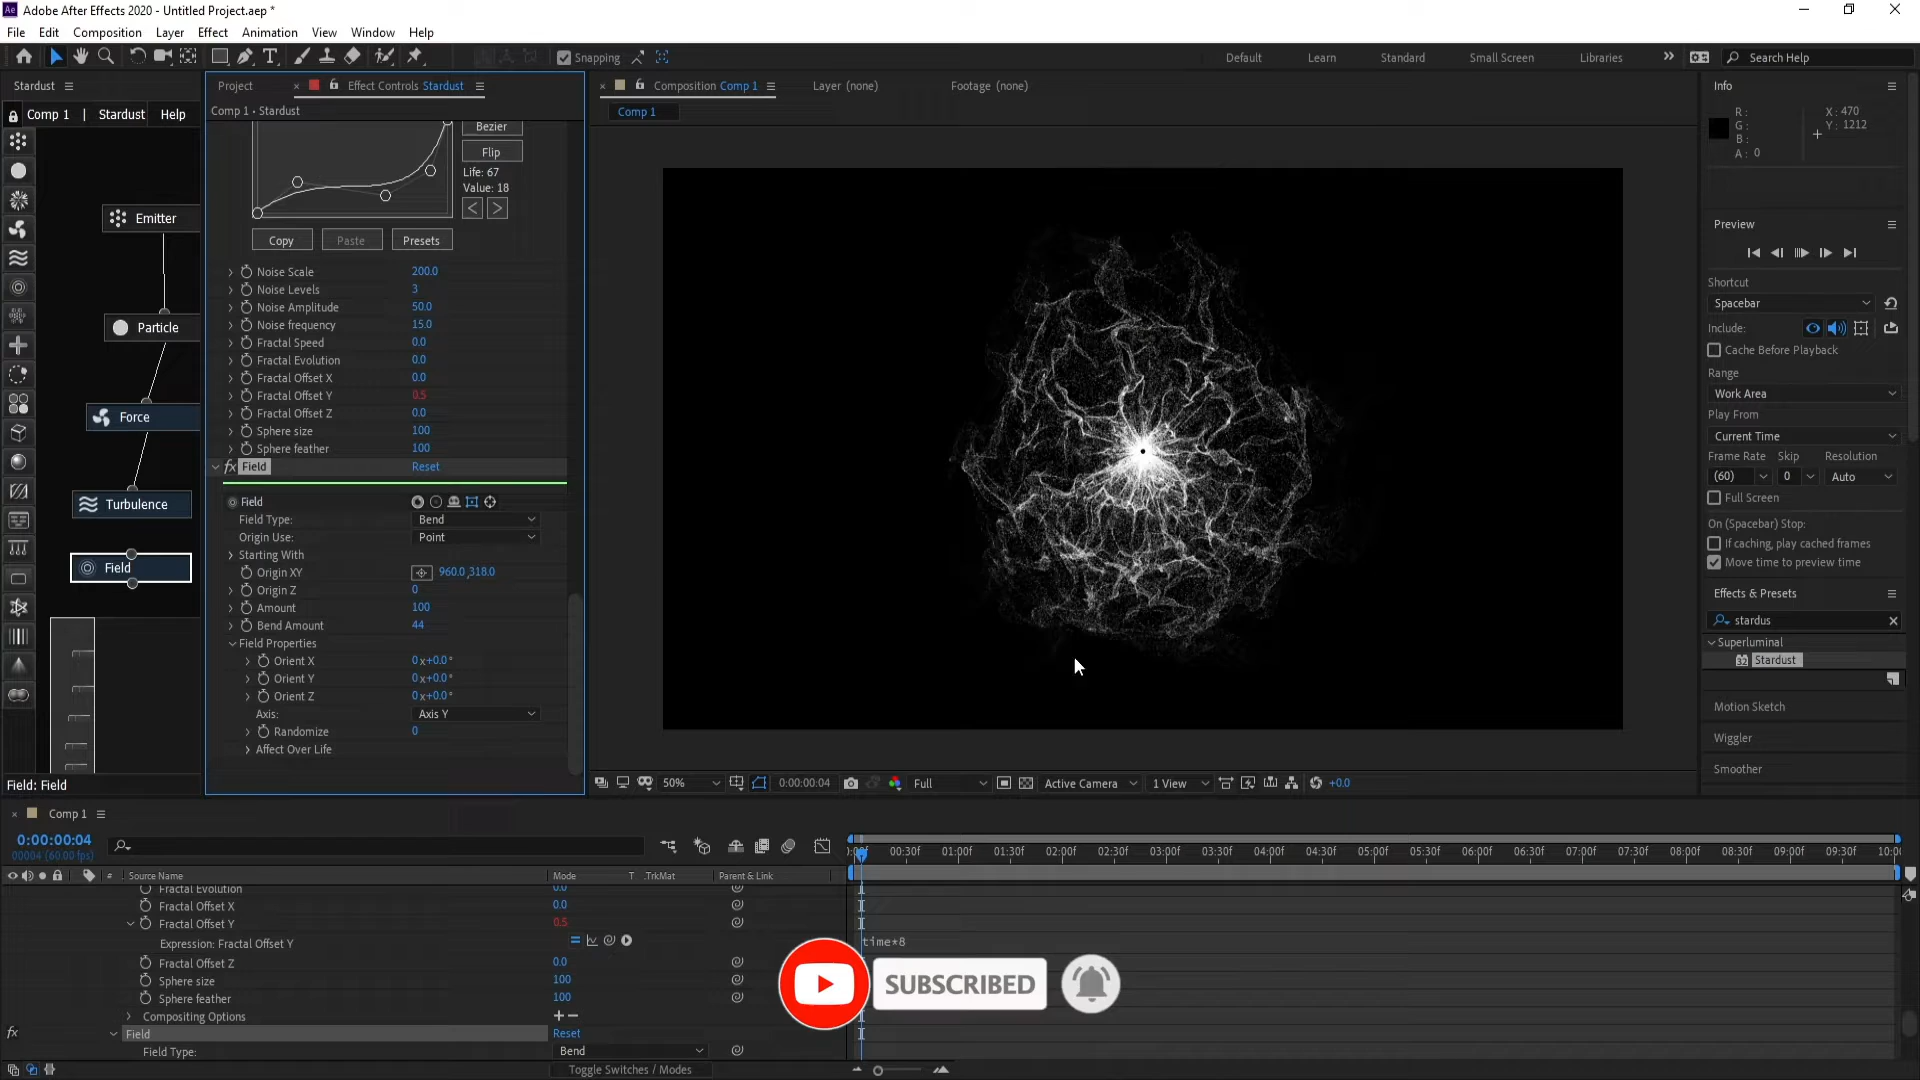 Adobe After Effects 2020 - Untitled Project.aep *
File Edit Composition Layer Effect Animation View Window Help
Snapping
Default Learn Standard Small Screen Libraries Search Help
Stardust
Project Effect Controls Stardust
Composition Comp 1
Layer (none)
Footage (none)
Info
Comp 1 Stardust Help
Comp 1 • Stardust
Comp 1
R :
G :
B :
A : 0
X : 470
Y : 1212
Bezier
Flip
Life: 67
Value: 18
Copy Paste Presets
Emitter
Particle
Force
Turbulence
Field
Field: Field
Noise Scale 200.0
Noise Levels 3
Noise Amplitude 50.0
Noise frequency 15.0
Fractal Speed 0.0
Fractal Evolution 0.0
Fractal Offset X 0.0
Fractal Offset Y 0.5
Fractal Offset Z 0.0
Sphere size 100
Sphere feather 100
fx Field Reset
Field
Field Type: Bend
Origin Use: Point
Starting With
Origin XY 960.0,318.0
Origin Z 0
Amount 100
Bend Amount 44
Field Properties
Orient X 0x+0.0°
Orient Y 0x+0.0°
Orient Z 0x+0.0°
Axis: Axis Y
Randomize 0
Affect Over Life
Preview
Shortcut
Spacebar
Include:
Cache Before Playback
Range
Work Area
Play From
Current Time
Frame Rate Skip Resolution
(60) 0 Auto
Full Screen
On (Spacebar) Stop:
If caching, play cached frames
Move time to preview time
Effects & Presets
stardus
Superluminal
32 Stardust
Motion Sketch
Wiggler
Smoother
50% 0:00:00:04 Full Active Camera 1 View +0.0
Comp 1
0:00:00:04
00004 (60.00 fps)
00:30f 01:00f 01:30f 02:00f 02:30f 03:00f 03:30f 04:00f 04:30f 05:00f 05:30f 06:00f 06:30f 07:00f 07:30f 08:00f 08:30f 09:00f 09:30f
# Source Name Mode T .TrkMat Parent & Link
Fractal Evolution 0.0
Fractal Offset X 0.0
Fractal Offset Y 0.5
Expression: Fractal Offset Y time*8
Fractal Offset Z 0.0
Sphere size 100
Sphere feather 100
Compositing Options
fx Field Reset
Field Type: Bend
Toggle Switches / Modes
SUBSCRIBED